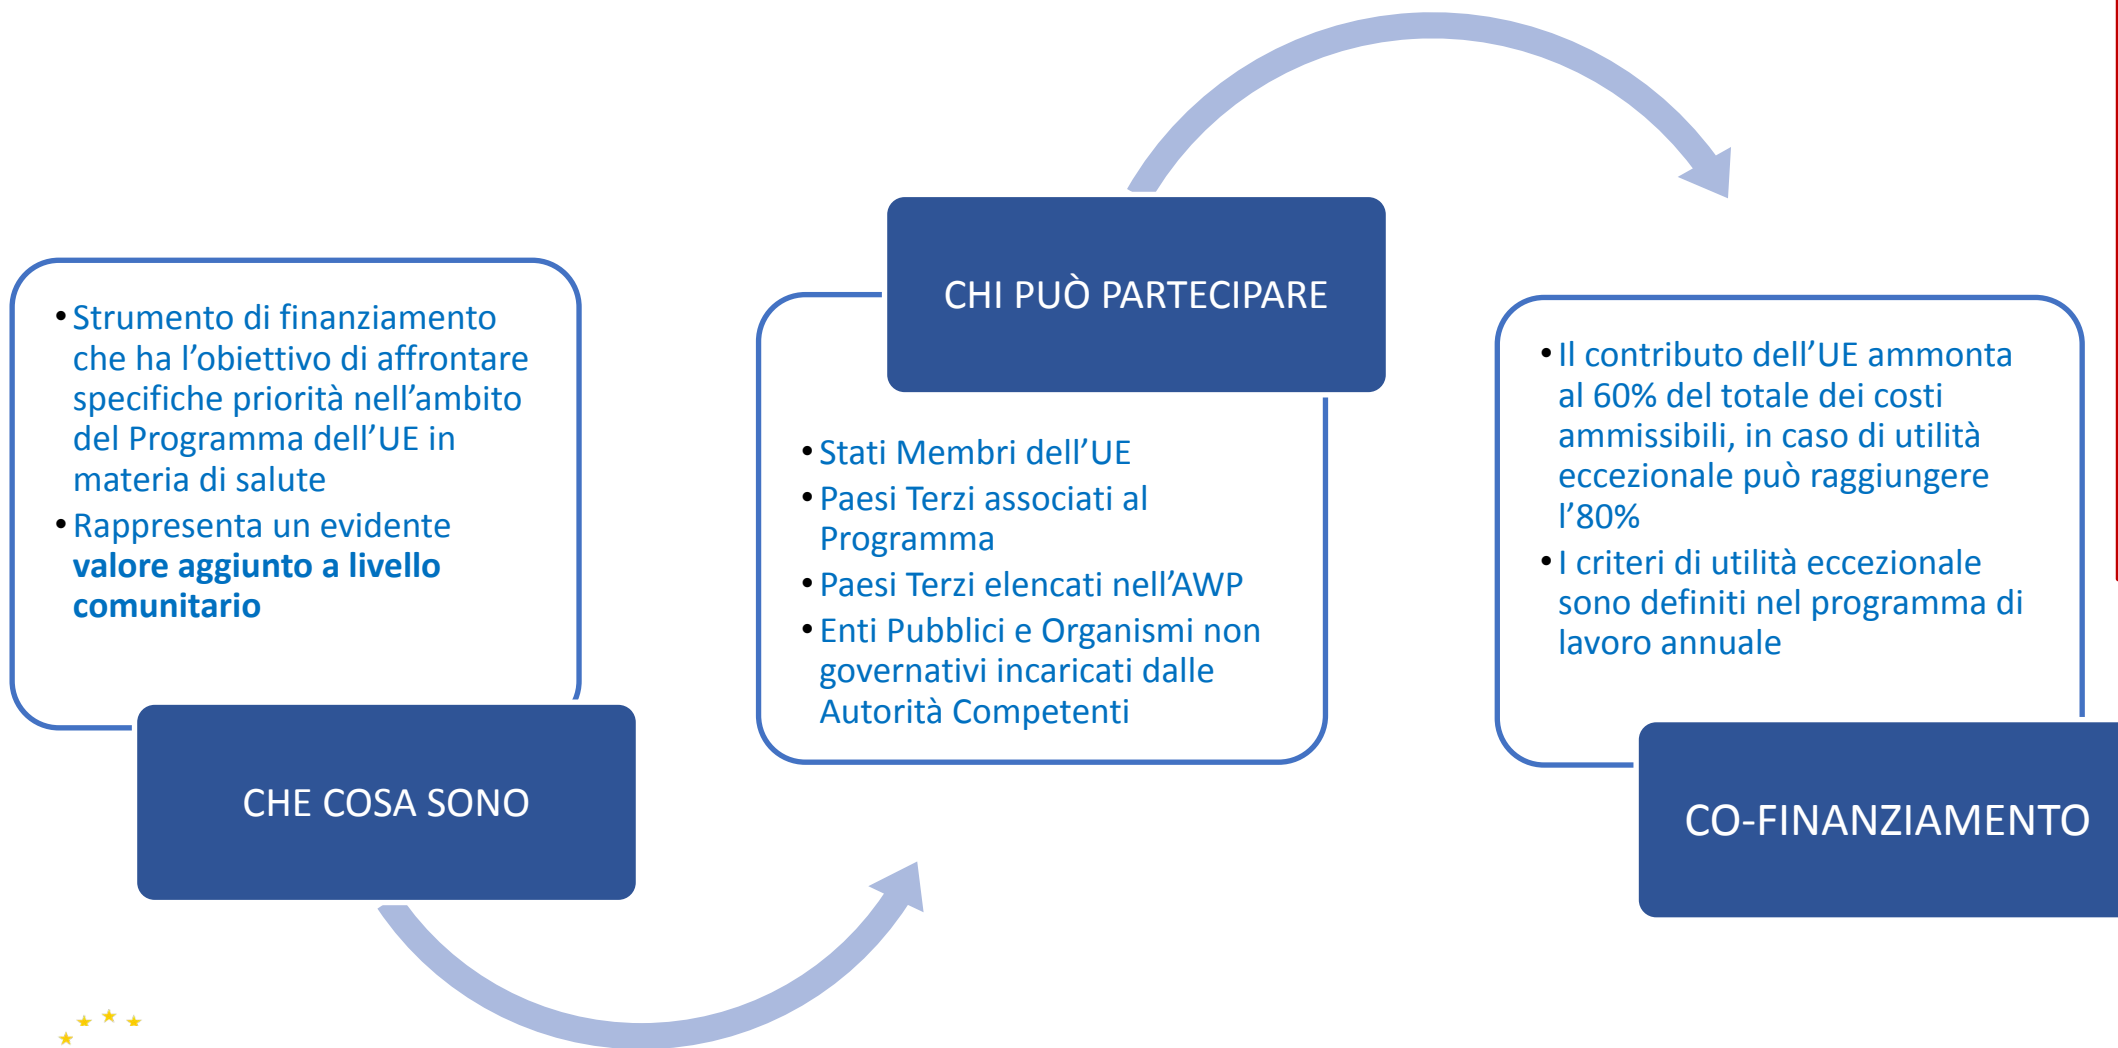 • Strumento di finanziamento
che ha l’obiettivo di affrontare
specifiche priorità nell’ambito
del Programma dell’UE in
materia di salute
• Rappresenta un evidente
valore aggiunto a livello
comunitario
CHE COSA SONO
CHI PUÒ PARTECIPARE
• Stati Membri dell’UE
• Paesi Terzi associati al
Programma
• Paesi Terzi elencati nell’AWP
• Enti Pubblici e Organismi non
governativi incaricati dalle
Autorità Competenti
• Il contributo dell’UE ammonta
al 60% del totale dei costi
ammissibili, in caso di utilità
eccezionale può raggiungere
l’80%
• I criteri di utilità eccezionale
sono definiti nel programma di
lavoro annuale
CO-FINANZIAMENTO